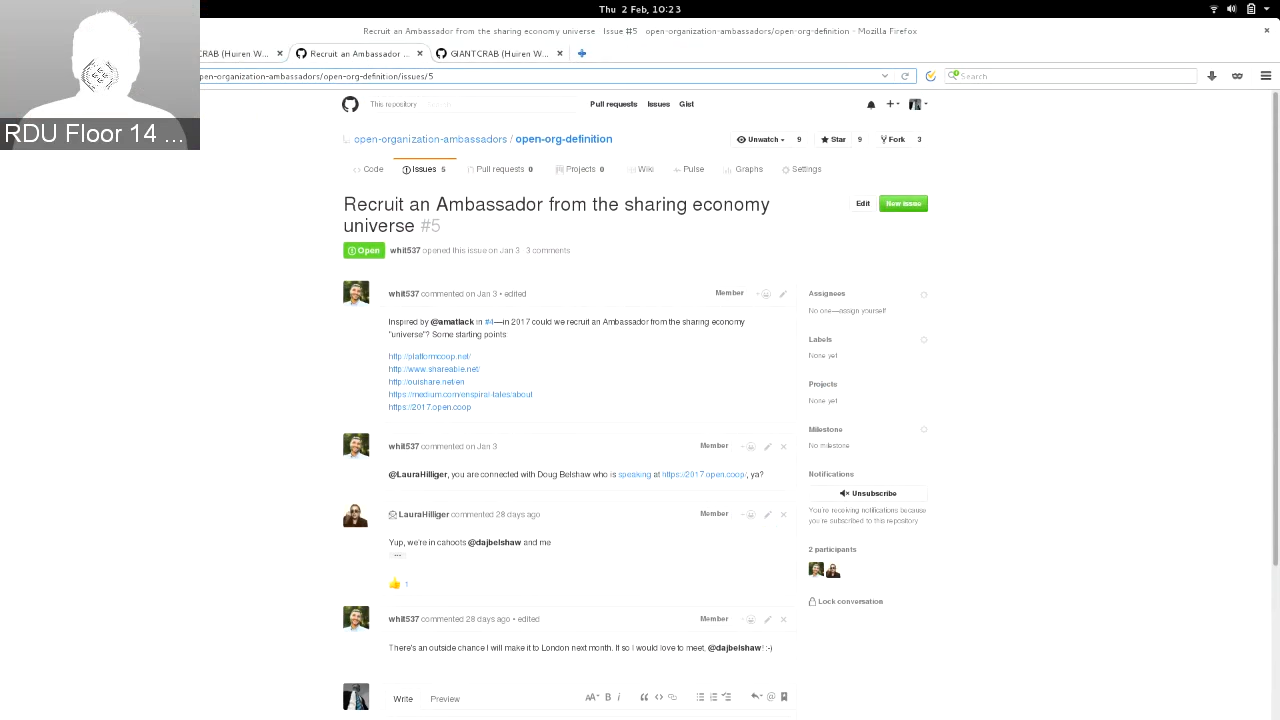 Thu 2 Feb, 10:23
RDU Floor 14 ...
Recruit an Ambassador from the sharing economy universe Issue #5 open-organization-ambassadors/open-org-definition - Mozilla Firefox
CRAB (Huiren W... × Recruit an Ambassador ... × GIANTCRAB (Huiren W... ×
pen-organization-ambassadors/open-org-definition/issues/5
Search
This repository Search Pull requests Issues Gist
open-organization-ambassadors / open-org-definition
Unwatch 9 Star 9 Fork 3
Code Issues 5 Pull requests 0 Projects 0 Wiki Pulse Graphs Settings
Recruit an Ambassador from the sharing economy
universe #5
Edit New issue
Open whit537 opened this issue on Jan 3 · 3 comments
whit537 commented on Jan 3 • edited
Member
Inspired by @amatlack in #4—in 2017 could we recruit an Ambassador from the sharing economy
"universe"? Some starting points:
http://platformcoop.net/
http://www.shareable.net/
http://ouishare.net/en
https://medium.com/enspiral-tales/about
https://2017.open.coop
whit537 commented on Jan 3
Member
@LauraHilliger, you are connected with Doug Belshaw who is speaking at https://2017.open.coop/, ya?
LauraHilliger commented 28 days ago
Member
Yup, we're in cahoots @dajbelshaw and me
...
1
whit537 commented 28 days ago • edited
Member
There's an outside chance I will make it to London next month. If so I would love to meet, @dajbelshaw! :-)
Write Preview
AA B i
Assignees
No one—assign yourself
Labels
None yet
Projects
None yet
Milestone
No milestone
Notifications
Unsubscribe
You're receiving notifications because
you're subscribed to this repository.
2 participants
Lock conversation